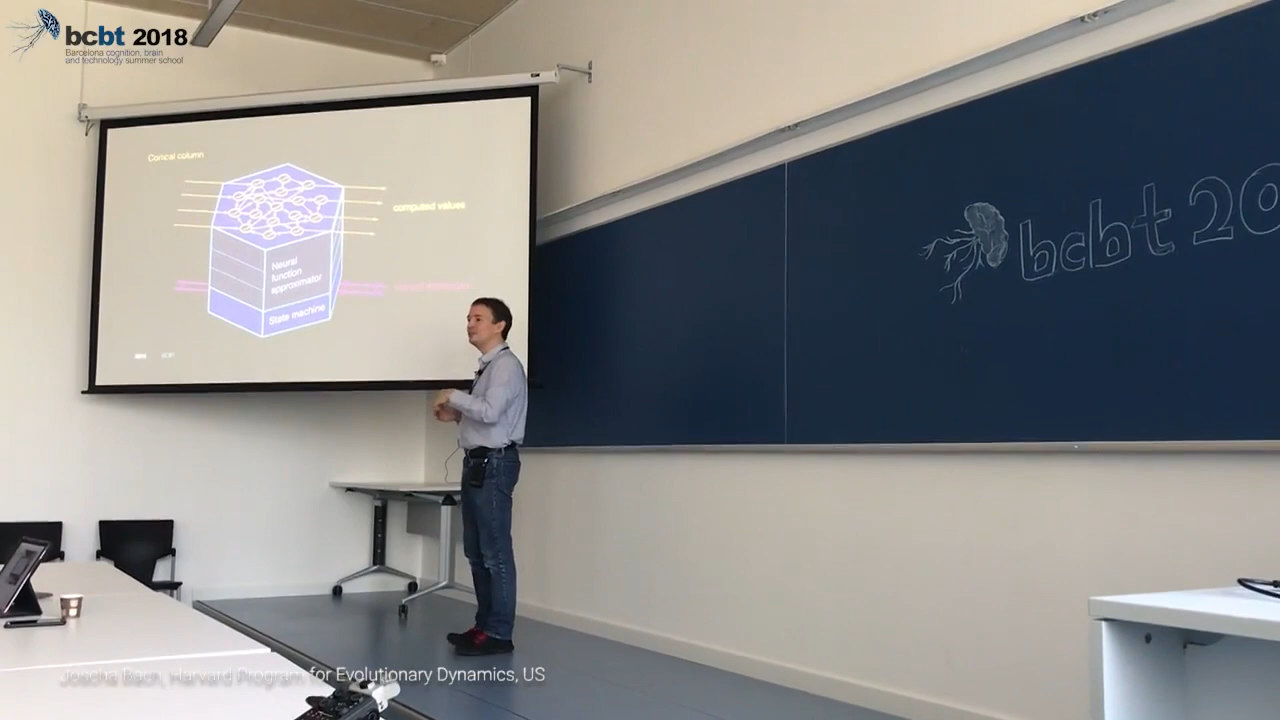 bcbt 2018
Barcelona cognition, brain
and technology summer school
Cortical column
computed values
Neural
function
approximator
State machine
bcbt 20
Joscha Bach, Harvard Program for Evolutionary Dynamics, US